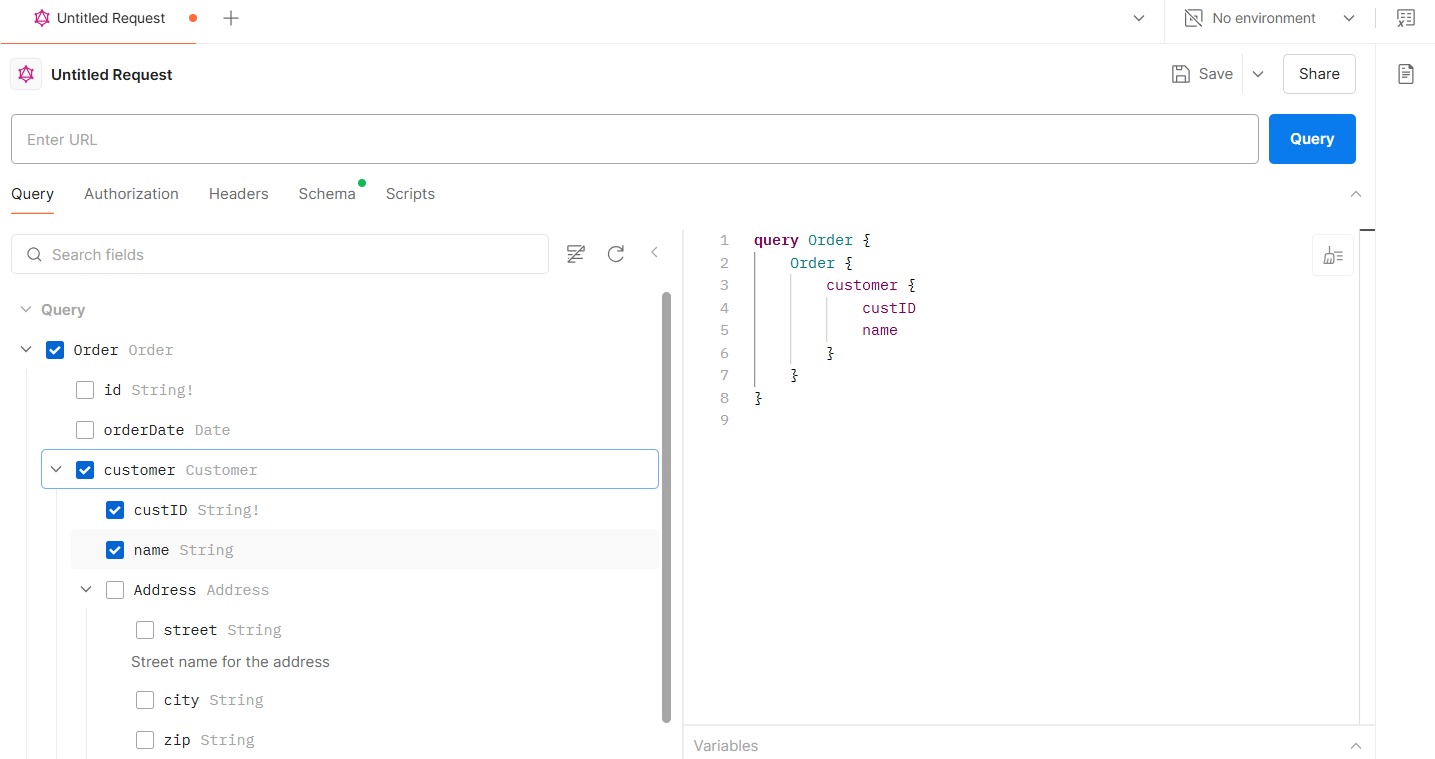 Untitled Request
No environment
Untitled Request
Save
Share
Enter URL
Query
Query Authorization Headers Schema Scripts
Search fields
Query
Order Order
id String!
orderDate Date
customer Customer
custID String!
name String
Address Address
street String
Street name for the address
city String
zip String
1 query Order {
2 Order {
3 customer {
4 custID
5 name
6 }
7 }
8 }
9
Variables